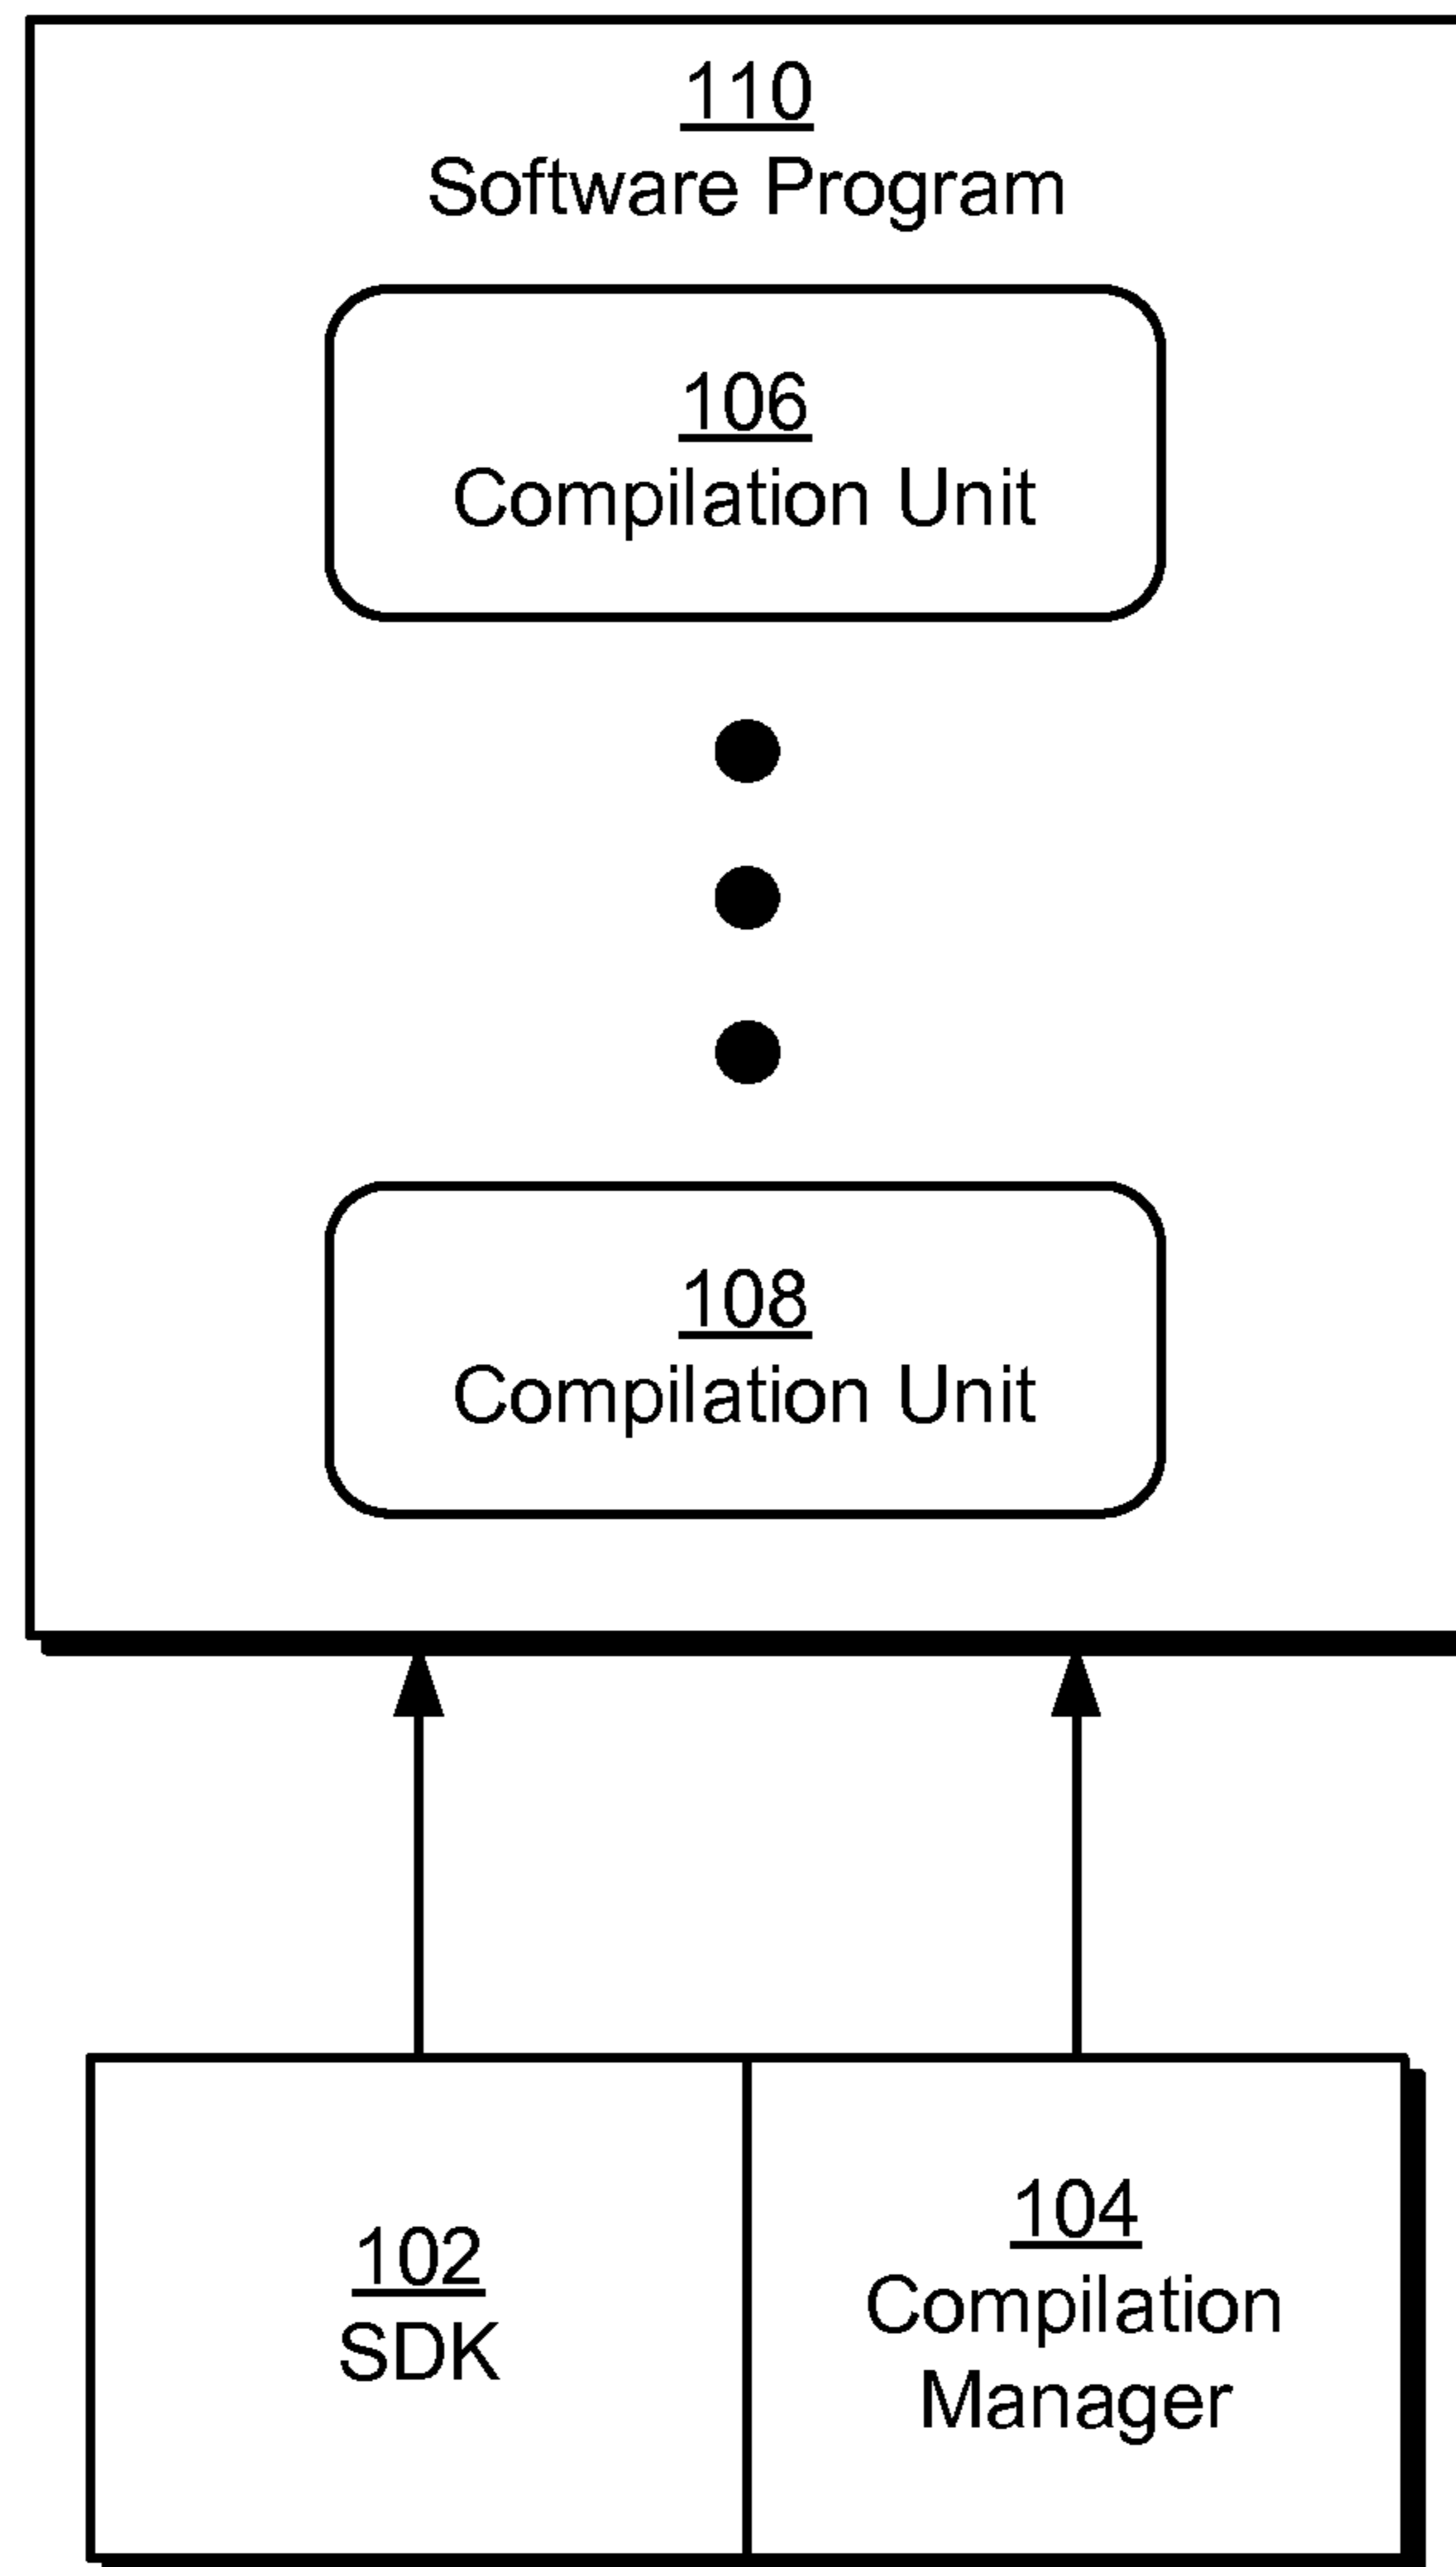 110
Software Program
106
Compilation Unit
108
Compilation Unit
102
SDK
104
Compilation
Manager